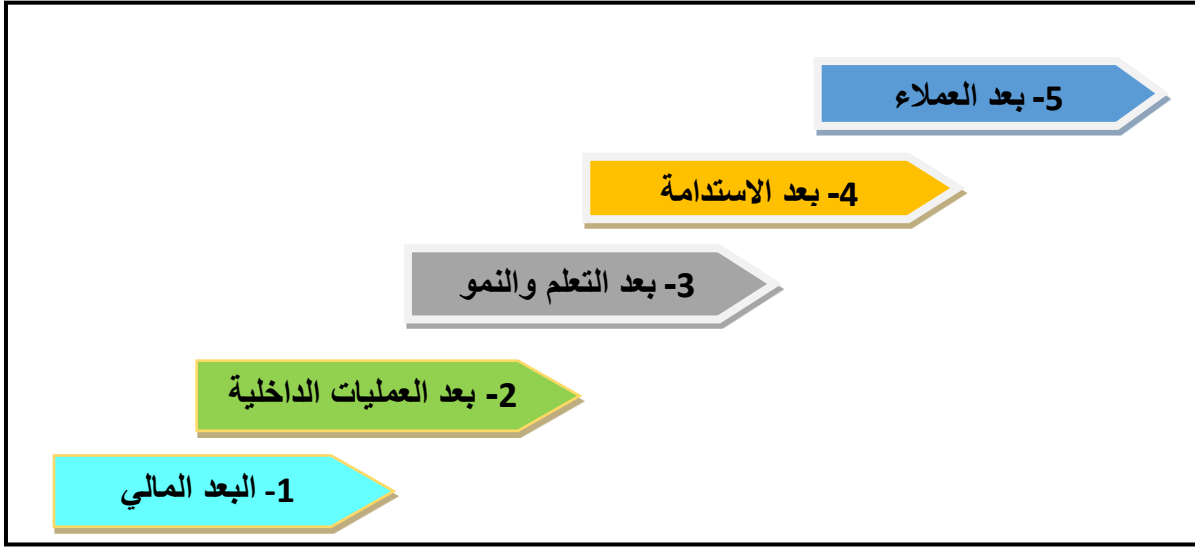 5- بعد العملاء
4- بعد الاستدامة
3- بعد التعلم والنمو
2- بعد العمليات الداخلية
1- البعد المالي